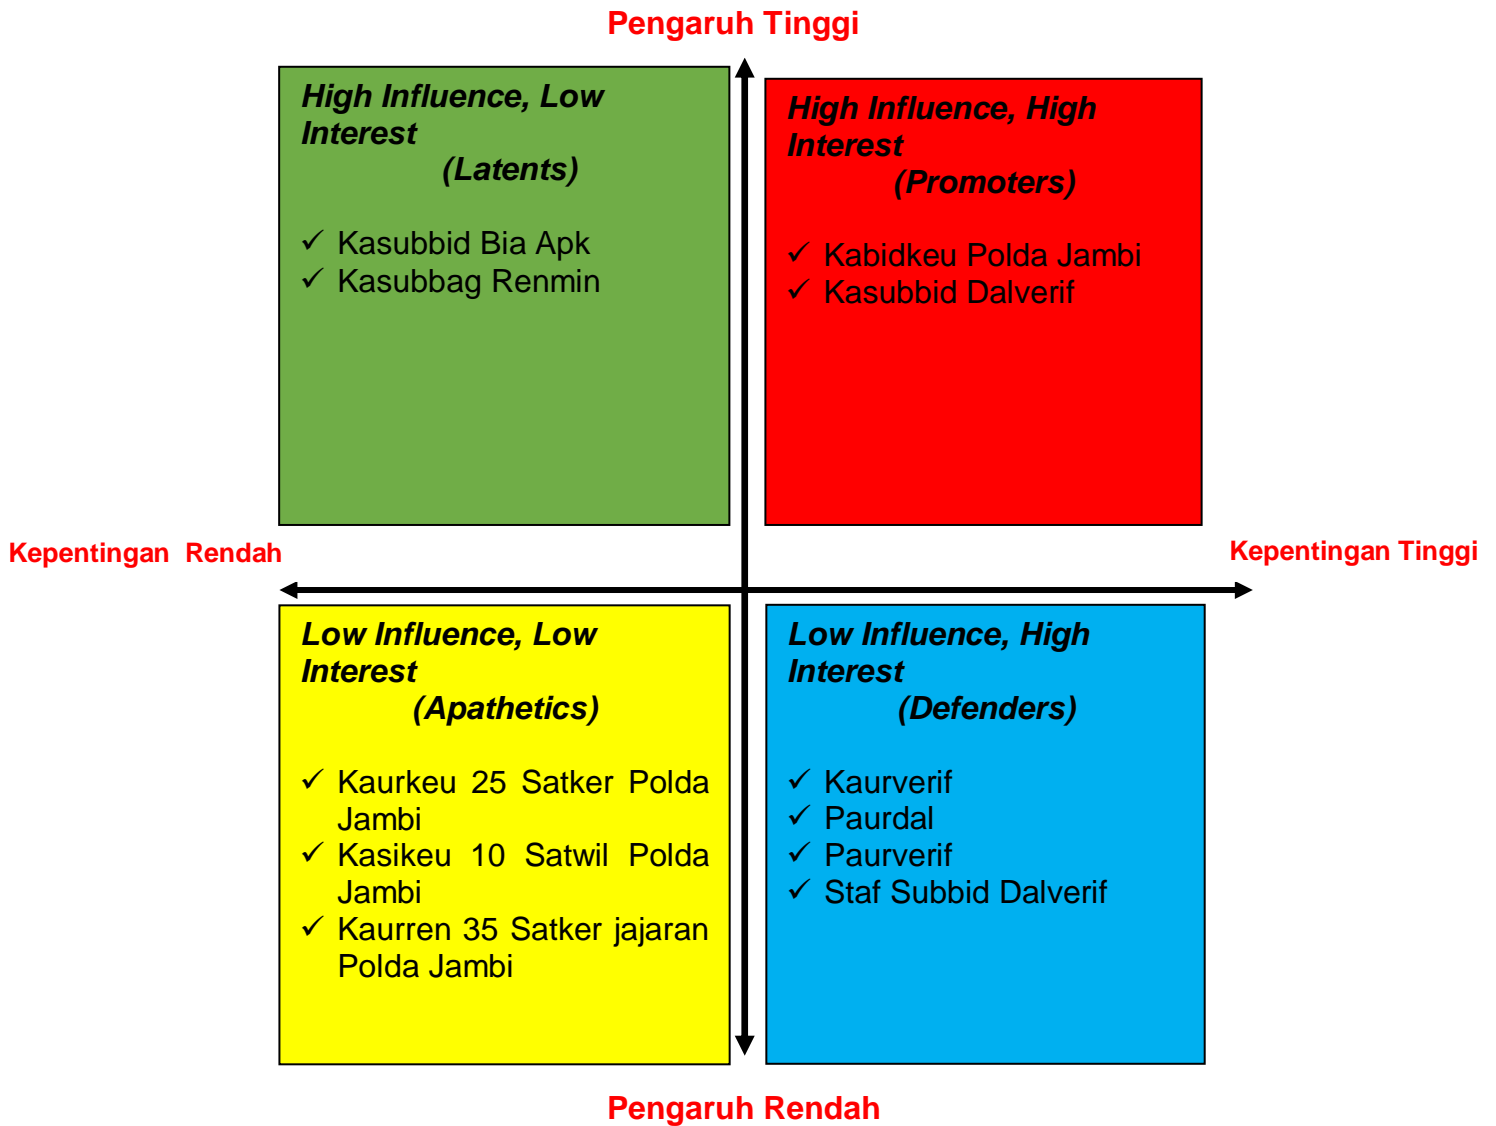 Pengaruh Tinggi
High Influence, Low
Interest
(Latents)
✓ Kasubbid Bia Apk
✓ Kasubbag Renmin
High Influence, High
Interest
(Promoters)
✓ Kabidkeu Polda Jambi
✓ Kasubbid Dalverif
Kepentingan Rendah
Kepentingan Tinggi
Low Influence, Low
Interest
(Apathetics)
✓ Kaurkeu 25 Satker Polda
Jambi
✓ Kasikeu 10 Satwil Polda
Jambi
✓ Kaurren 35 Satker jajaran
Polda Jambi
Low Influence, High
Interest
(Defenders)
✓ Kaurverif
✓ Paurdal
✓ Paurverif
✓ Staf Subbid Dalverif
Pengaruh Rendah